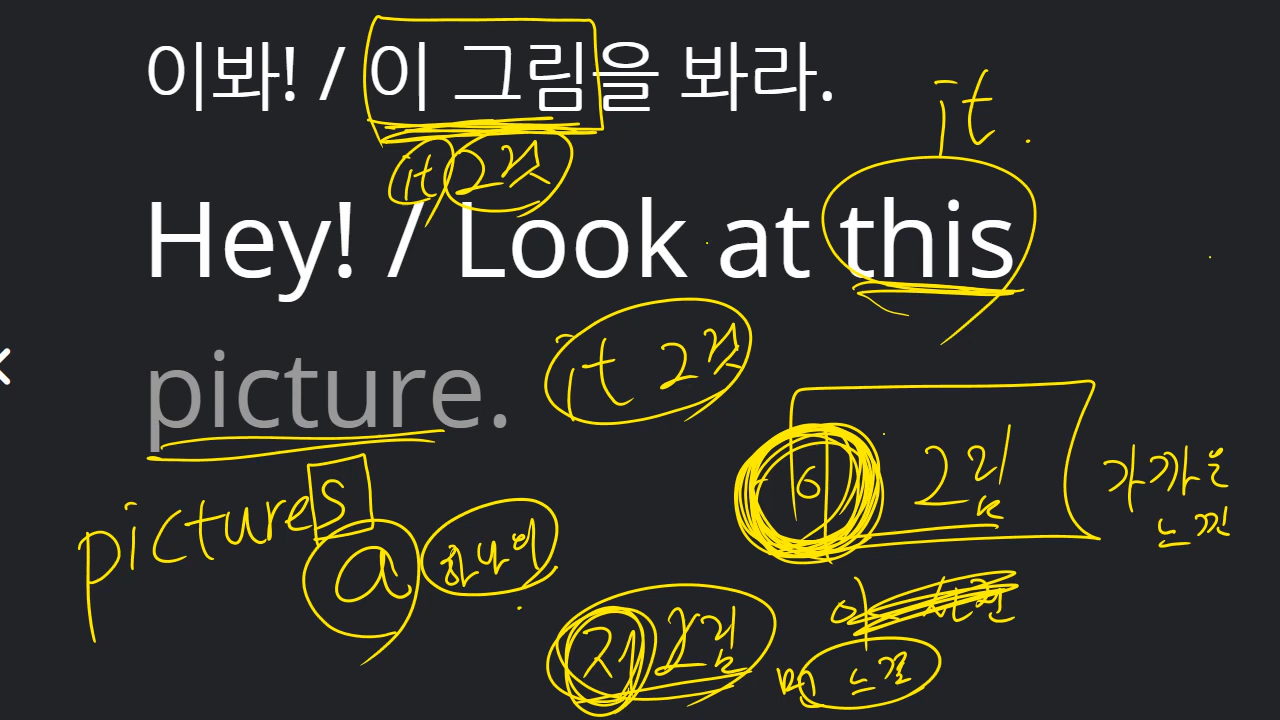 이봐! / 이 그림을 봐라.
it
it 그것
Hey! / Look at this
picture.
it 그것
pictures
a 하나의
이 그림
가까운
느낌
저 그림
느낌